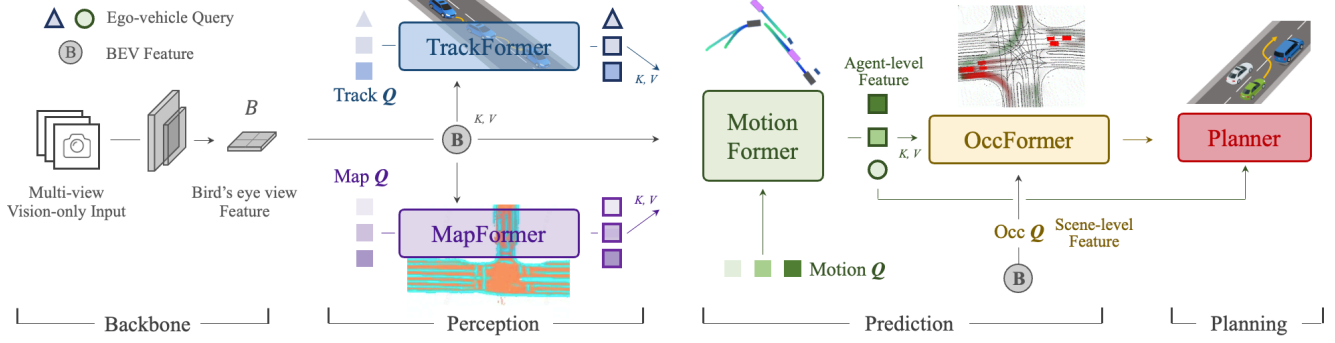 Ego-vehicle Query
B
BEV Feature
B
Multi-view
Vision-only Input
Bird's eye view
Feature
TrackFormer
Track Q
K, V
K, V
B
Map Q
K, V
MapFormer
Motion
Former
Agent-level
Feature
K, V
OccFormer
Planner
Occ Q
Scene-level
Feature
Motion Q
B
Backbone
Perception
Prediction
Planning